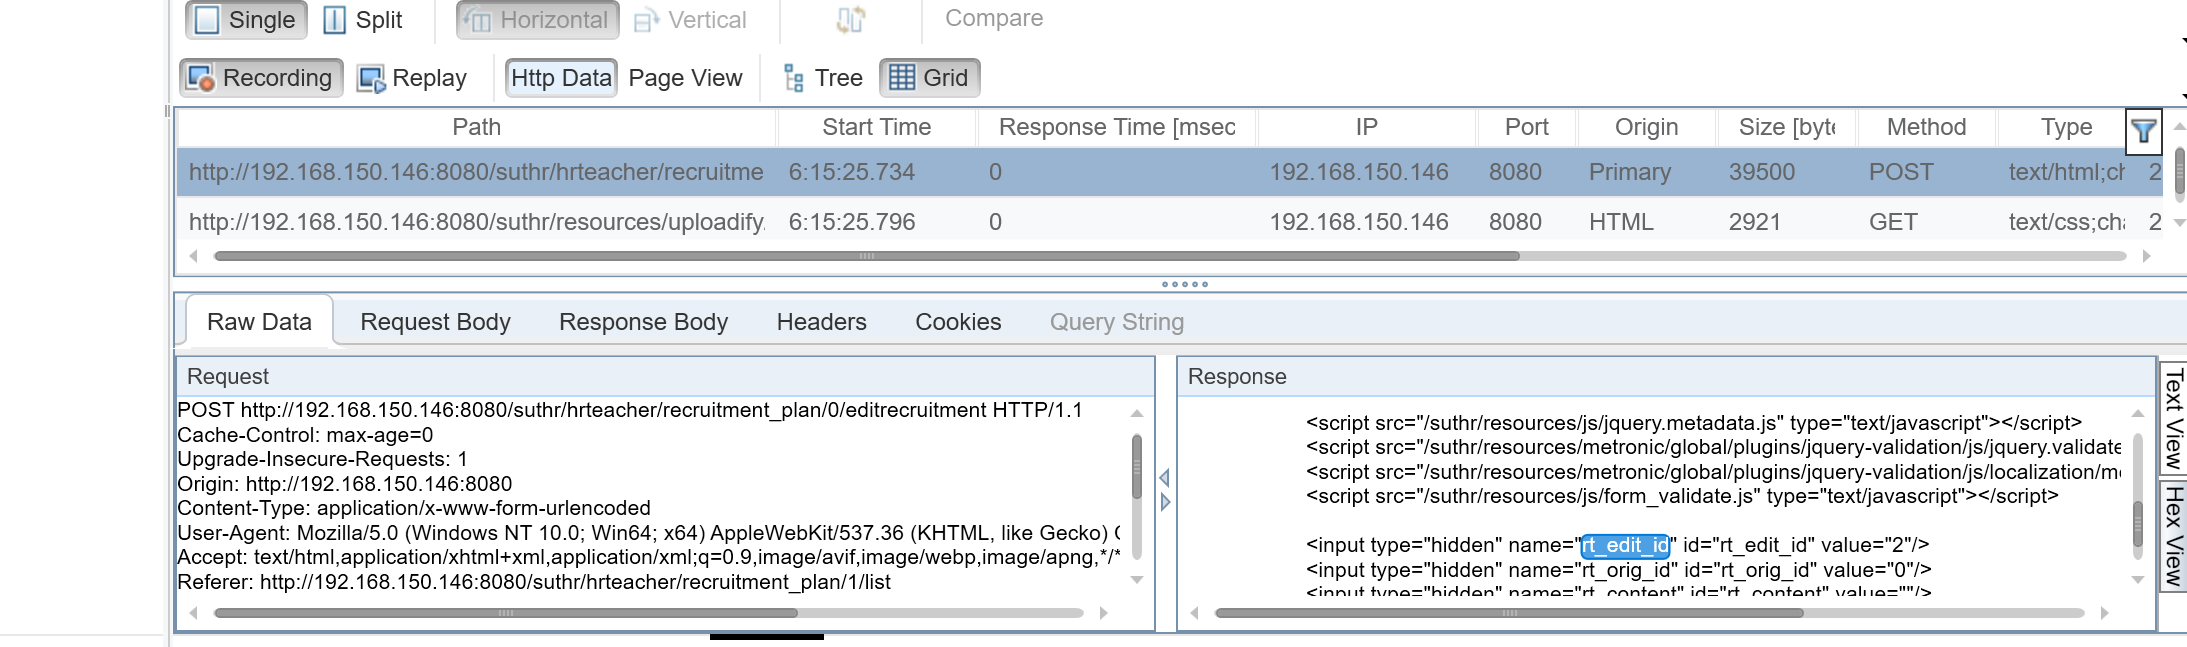 Single Split Horizontal Vertical Compare
Recording Replay Http Data Page View Tree Grid
Path Start Time Response Time [msec IP Port Origin Size [byte Method Type
http://192.168.150.146:8080/suthr/hrteacher/recruitme 6:15:25.734 0 192.168.150.146 8080 Primary 39500 POST text/html;ch 2
http://192.168.150.146:8080/suthr/resources/uploadify. 6:15:25.796 0 192.168.150.146 8080 HTML 2921 GET text/css;cha 2
Raw Data Request Body Response Body Headers Cookies Query String
Request
POST http://192.168.150.146:8080/suthr/hrteacher/recruitment_plan/0/editrecruitment HTTP/1.1
Cache-Control: max-age=0
Upgrade-Insecure-Requests: 1
Origin: http://192.168.150.146:8080
Content-Type: application/x-www-form-urlencoded
User-Agent: Mozilla/5.0 (Windows NT 10.0; Win64; x64) AppleWebKit/537.36 (KHTML, like Gecko) C
Accept: text/html,application/xhtml+xml,application/xml;q=0.9,image/avif,image/webp,image/apng,*/*
Referer: http://192.168.150.146:8080/suthr/hrteacher/recruitment_plan/1/list
Response
<script src="/suthr/resources/js/jquery.metadata.js" type="text/javascript"></script>
<script src="/suthr/resources/metronic/global/plugins/jquery-validation/js/jquery.validate
<script src="/suthr/resources/metronic/global/plugins/jquery-validation/js/localization/me
<script src="/suthr/resources/js/form_validate.js" type="text/javascript"></script>
<input type="hidden" name="rt_edit_id" id="rt_edit_id" value="2"/>
<input type="hidden" name="rt_orig_id" id="rt_orig_id" value="0"/>
<input type="hidden" name="rt_content" id="rt_content" value=""/>
Text View
Hex View